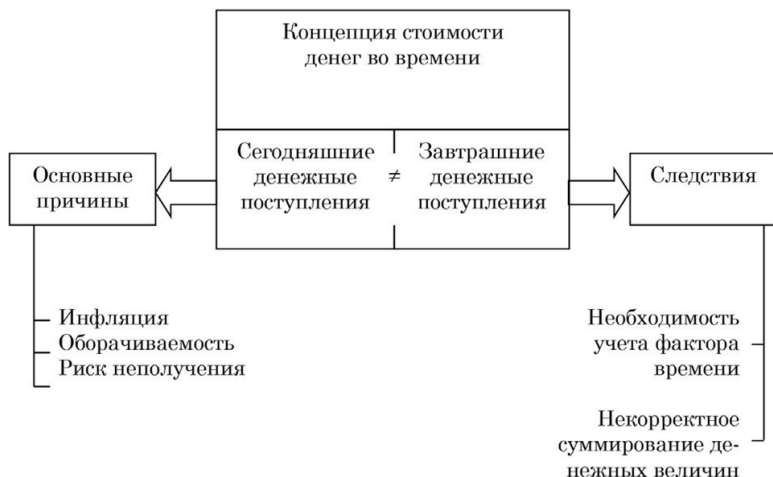 Концепция стоимости
денег во времени
Сегодняшние
денежные
поступления
≠
Завтрашние
денежные
поступления
Основные
причины
Инфляция
Оборачиваемость
Риск неполучения
Следствия
Необходимость
учета фактора
времени
Некорректное
суммирование де-
нежных величин